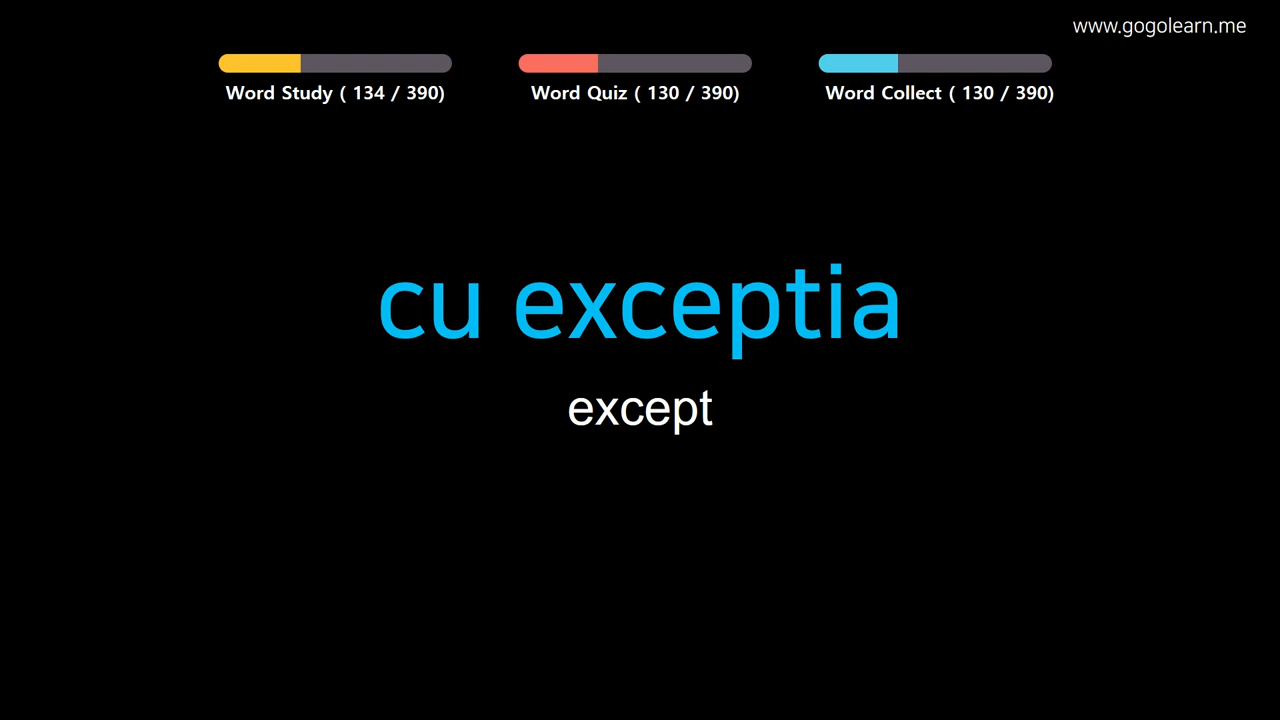 www.gogolearn.me
Word Study ( 134 / 390)
Word Quiz ( 130 / 390)
Word Collect ( 130 / 390)
cu exceptia
except